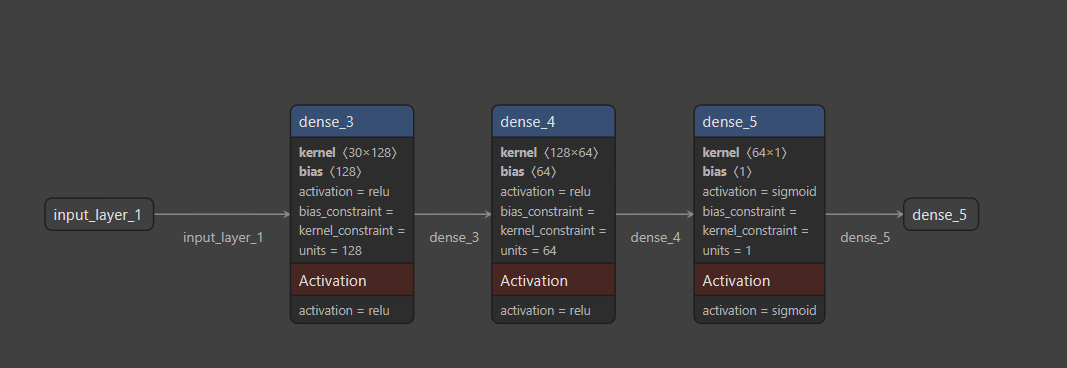 input_layer_1
input_layer_1
dense_3
kernel 〈30×128〉
bias 〈128〉
activation = relu
bias_constraint =
kernel_constraint =
units = 128
Activation
activation = relu
dense_3
dense_4
kernel 〈128×64〉
bias 〈64〉
activation = relu
bias_constraint =
kernel_constraint =
units = 64
Activation
activation = relu
dense_4
dense_5
kernel 〈64×1〉
bias 〈1〉
activation = sigmoid
bias_constraint =
kernel_constraint =
units = 1
Activation
activation = sigmoid
dense_5
dense_5